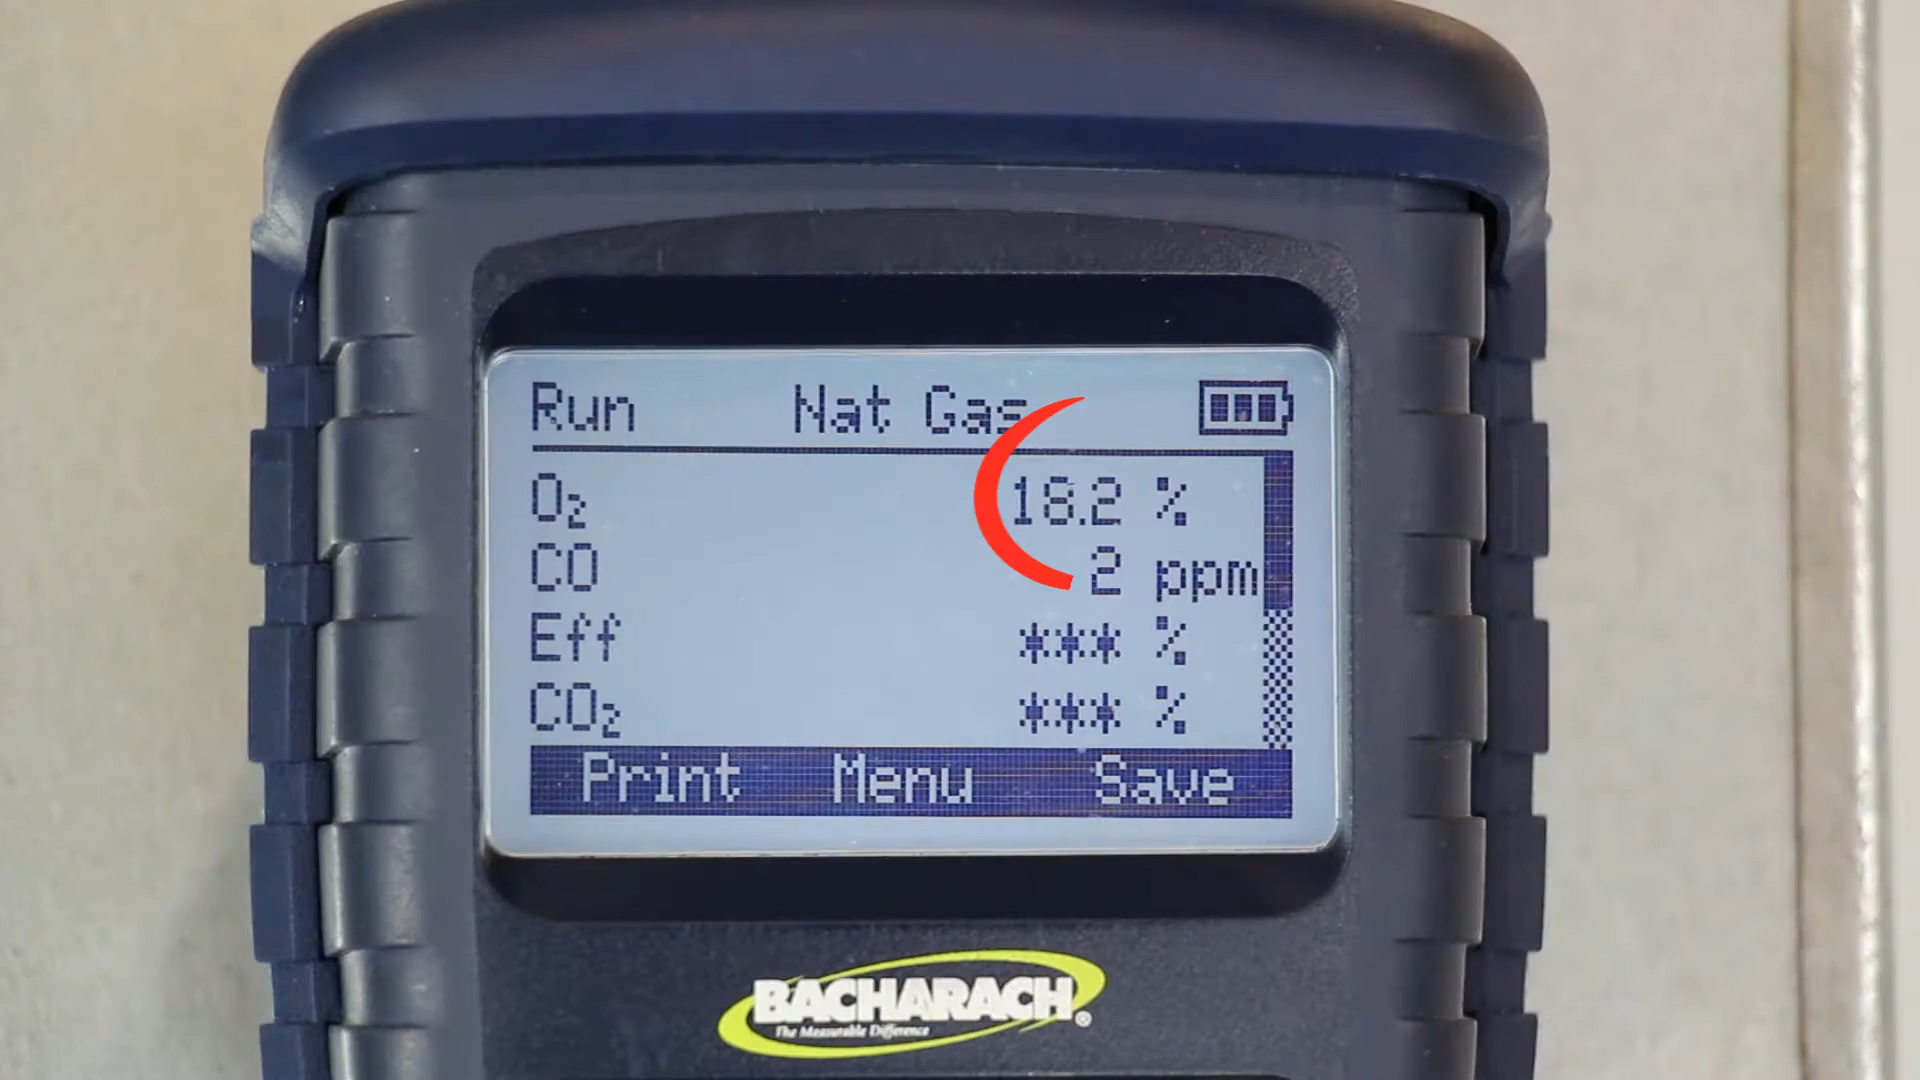 Run Nat Gas
O₂ 18.2 %
CO 2 ppm
Eff *** %
CO₂ *** %
Print Menu Save
BACHARACH®
The Measurable Difference